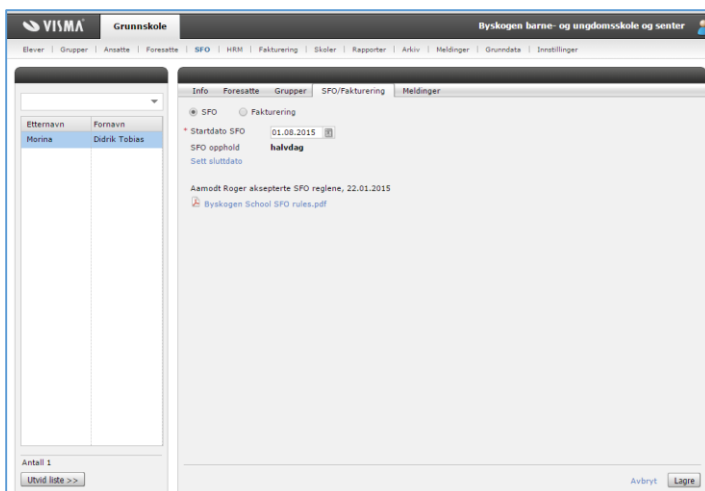 VISMA Grunnskole Byskogen barne- og ungdomsskole og senter
Elever | Grupper | Ansatte | Foresatte | SFO | HRM | Fakturering | Skoler | Rapporter | Arkiv | Meldinger | Grunndata | Innstillinger
Etternavn Fornavn
Morina Didrik Tobias
Antall 1
Utvid liste >>
Info Foresatte Grupper SFO/Fakturering Meldinger
SFO Fakturering
* Startdato SFO 01.08.2015
SFO opphold halvdag
Sett sluttdato
Aamodt Roger aksepterte SFO reglene, 22.01.2015
Byskogen School SFO rules.pdf
Avbryt Lagre